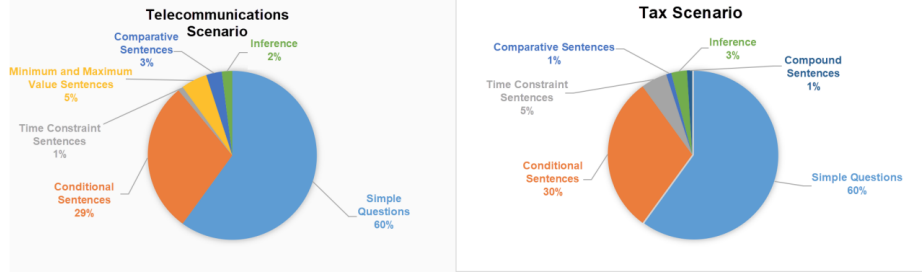 Telecommunications
Scenario
Comparative
Sentences
3%
Inference
2%
Minimum and Maximum
Value Sentences
5%
Time Constraint
Sentences
1%
Conditional
Sentences
29%
Simple
Questions
60%
Tax Scenario
Comparative Sentences
1%
Inference
3%
Compound
Sentences
1%
Time Constraint
Sentences
5%
Conditional
Sentences
30%
Simple Questions
60%